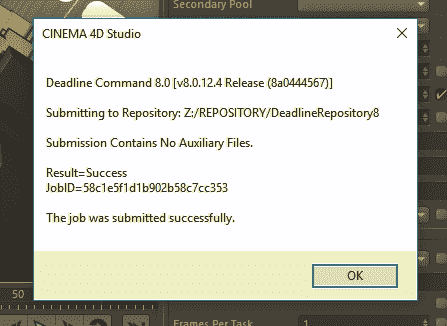 Secondary Pool
CINEMA 4D Studio
Deadline Command 8.0 [v8.0.12.4 Release (8a0444567)]
Submitting to Repository: Z:/REPOSITORY/DeadlineRepository8
Submission Contains No Auxiliary Files.
Result=Success
JobID=58c1e5f1d1b902b58c7cc353
The job was submitted successfully.
OK
50
Frames Per Task
1